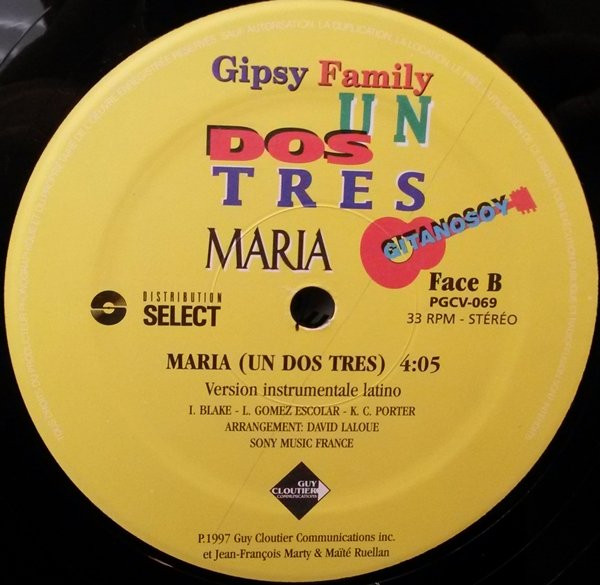 Gipsy Family
UN
DOS
TRES
MARIA
GITANOSOY
Face B
PGCV-069
33 RPM - STÉRÉO
DISTRIBUTION
SELECT
MARIA (UN DOS TRES) 4:05
Version instrumentale latino
I. BLAKE - L. GOMEZ ESCOLAR - K. C. PORTER
ARRANGEMENT: DAVID LALOUE
SONY MUSIC FRANCE
GUY
CLOUTIER
COMMUNICATIONS
P.1997 Guy Cloutier Communications inc.
et Jean-François Marty & Maïté Ruellan